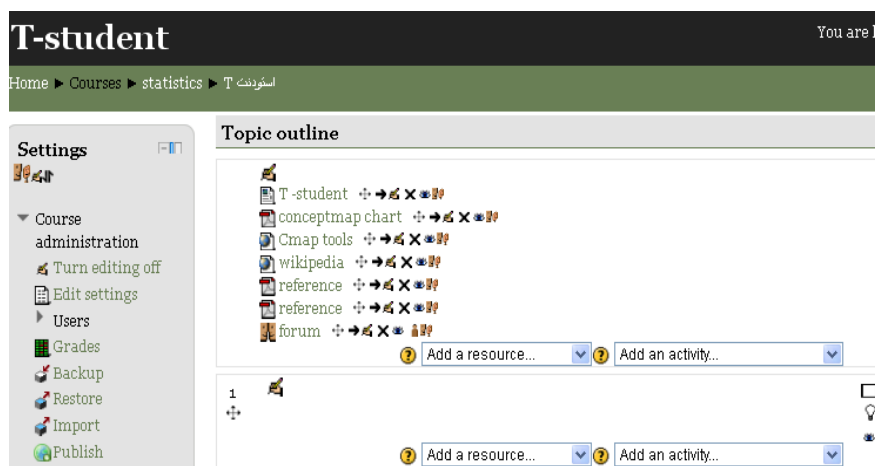 T-student
You are
Home ► Courses ► statistics ► T استودنت
Settings
Course
administration
Turn editing off
Edit settings
Users
Grades
Backup
Restore
Import
Publish
Topic outline
T -student
conceptmap chart
Cmap tools
wikipedia
reference
reference
forum
Add a resource... Add an activity...
1
Add a resource... Add an activity...